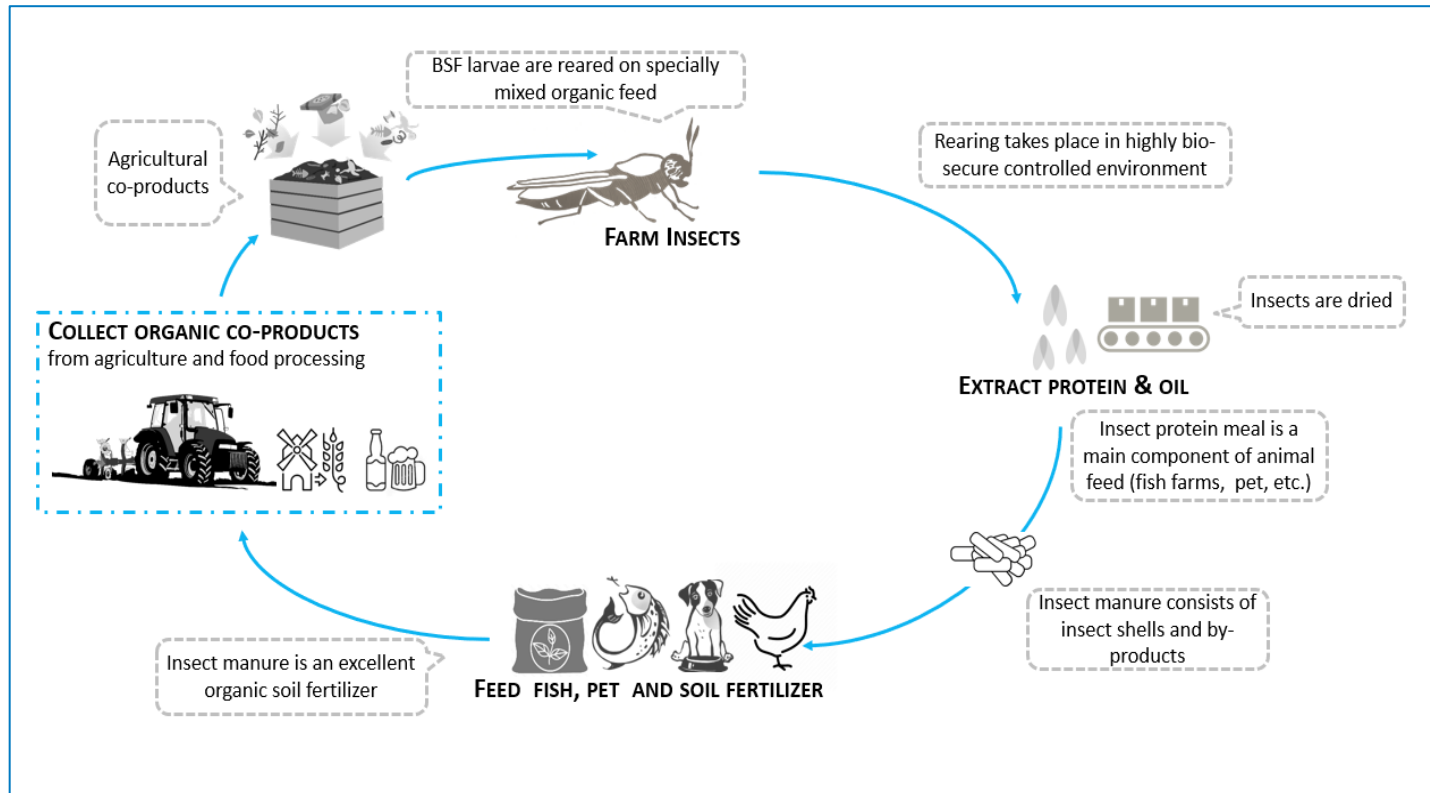 BSF larvae are reared on specially
mixed organic feed
Agricultural
co-products
Rearing takes place in highly bio-
secure controlled environment
FARM INSECTS
Insects are dried
COLLECT ORGANIC CO-PRODUCTS
from agriculture and food processing
EXTRACT PROTEIN & OIL
Insect protein meal is a
main component of animal
feed (fish farms, pet, etc.)
Insect manure consists of
insect shells and by-
products
Insect manure is an excellent
organic soil fertilizer
FEED FISH, PET AND SOIL FERTILIZER